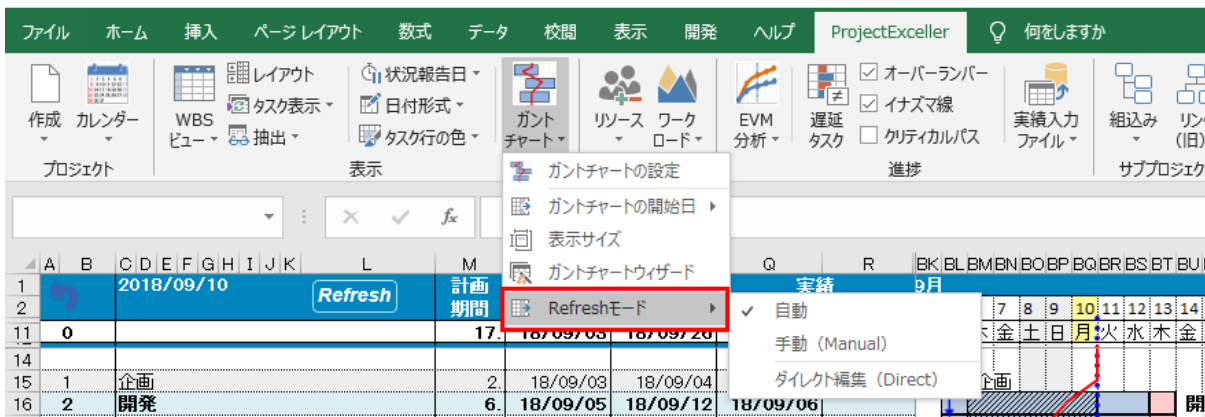 ファイル ホーム 挿入 ページ レイアウト 数式 データ 校閲 表示 開発 ヘルプ ProjectExceller 何をしますか
作成 カレンダー
プロジェクト
WBS ビュー
レイアウト
タスク表示
抽出
状況報告日
日付形式
タスク行の色
ガント チャート
表示
リソース ワーク ロード
EVM 分析
遅延 タスク
オーバーランバー
イナズマ線
クリティカルパス
進捗
実績入力 ファイル
組込み リン
(旧)
サブプロジェク
ガントチャートの設定
ガントチャートの開始日
表示サイズ
ガントチャートウィザード
Refreshモード
自動
手動（Manual）
ダイレクト編集（Direct）
fx
A B C D E F G H I J K L M Q R BK BL BM BN BO BP BQ BR BS BT BU
1 2018/09/10 Refresh 計画 実績 9月
2 期間 7 8 9 10 11 12 13 14
11 0 17. 18/09/03 18/09/26 金 土 日 月 火 水 木 金
14
15 1 企画 2. 18/09/03 18/09/04 企画
16 2 開発 6. 18/09/05 18/09/12 18/09/06 開